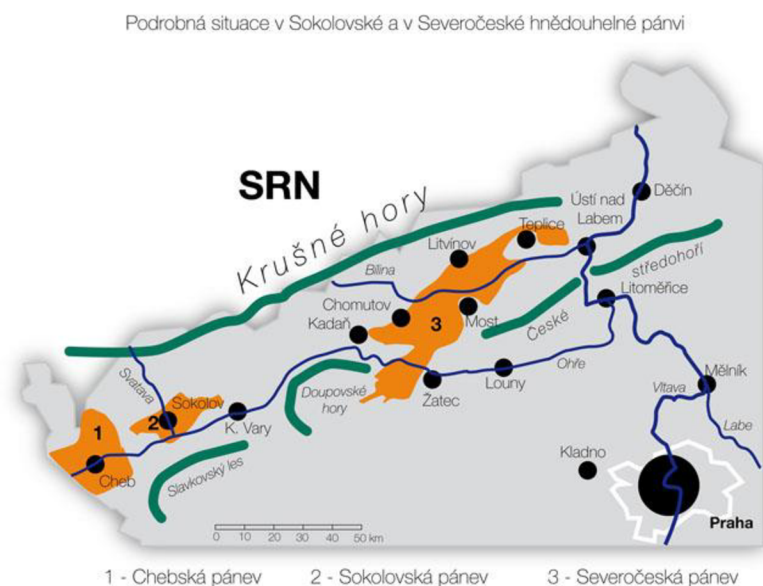 Podrobná situace v Sokolovské a v Severočeské hnědouhelné pánvi
SRN
Krušné hory
Děčín
Ústí nad
Labem
Teplice
středohoří
Litvínov
Bílina
Litoměřice
Chomutov
3
Most
České
Kadaň
Ohře
Svatava
Doupovské
hory
Louny
Žatec
Mělník
Vltava
Labe
Sokolov
2
K. Vary
1
Cheb
Slavkovský les
Kladno
Praha
0 10 20 30 40 50 km
1 - Chebská pánev 2 - Sokolovská pánev 3 - Severočeská pánev